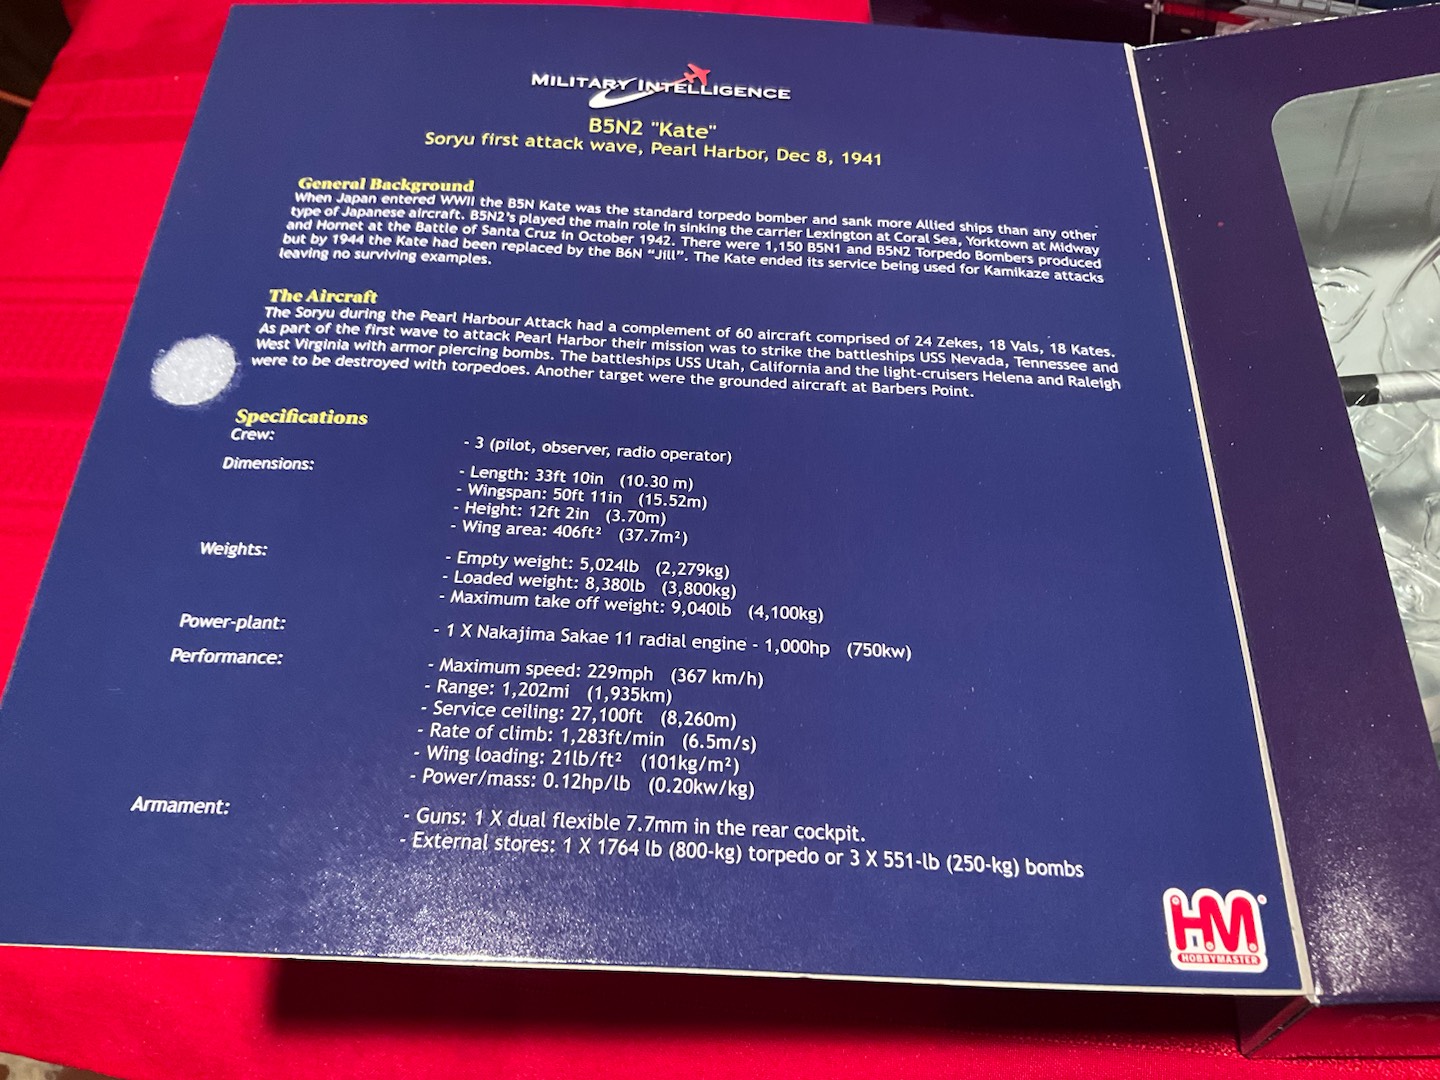 MILITARY INTELLIGENCE
B5N2 "Kate"
Soryu first attack wave, Pearl Harbor, Dec 8, 1941
General Background
When Japan entered WWII the B5N Kate was the standard torpedo bomber and sank more Allied ships than any other
type of Japanese aircraft. B5N2's played the main role in sinking the carrier Lexington at Coral Sea, Yorktown at Midway
and Hornet at the Battle of Santa Cruz in October 1942. There were 1,150 B5N1 and B5N2 Torpedo Bombers produced
but by 1944 the Kate had been replaced by the B6N "Jill". The Kate ended its service being used for Kamikaze attacks
leaving no surviving examples.
The Aircraft
The Soryu during the Pearl Harbour Attack had a complement of 60 aircraft comprised of 24 Zekes, 18 Vals, 18 Kates.
As part of the first wave to attack Pearl Harbor their mission was to strike the battleships USS Nevada, Tennessee and
West Virginia with armor piercing bombs. The battleships USS Utah, California and the light-cruisers Helena and Raleigh
were to be destroyed with torpedoes. Another target were the grounded aircraft at Barbers Point.
Specifications
Crew: - 3 (pilot, observer, radio operator)
Dimensions: - Length: 33ft 10in (10.30 m)
- Wingspan: 50ft 11in (15.52m)
- Height: 12ft 2in (3.70m)
- Wing area: 406ft² (37.7m²)
Weights: - Empty weight: 5,024lb (2,279kg)
- Loaded weight: 8,380lb (3,800kg)
- Maximum take off weight: 9,040lb (4,100kg)
Power-plant: - 1 X Nakajima Sakae 11 radial engine - 1,000hp (750kw)
Performance: - Maximum speed: 229mph (367 km/h)
- Range: 1,202mi (1,935km)
- Service ceiling: 27,100ft (8,260m)
- Rate of climb: 1,283ft/min (6.5m/s)
- Wing loading: 21lb/ft² (101kg/m²)
- Power/mass: 0.12hp/lb (0.20kw/kg)
Armament: - Guns: 1 X dual flexible 7.7mm in the rear cockpit.
- External stores: 1 X 1764 lb (800-kg) torpedo or 3 X 551-lb (250-kg) bombs
HM ®
HOBBYMASTER